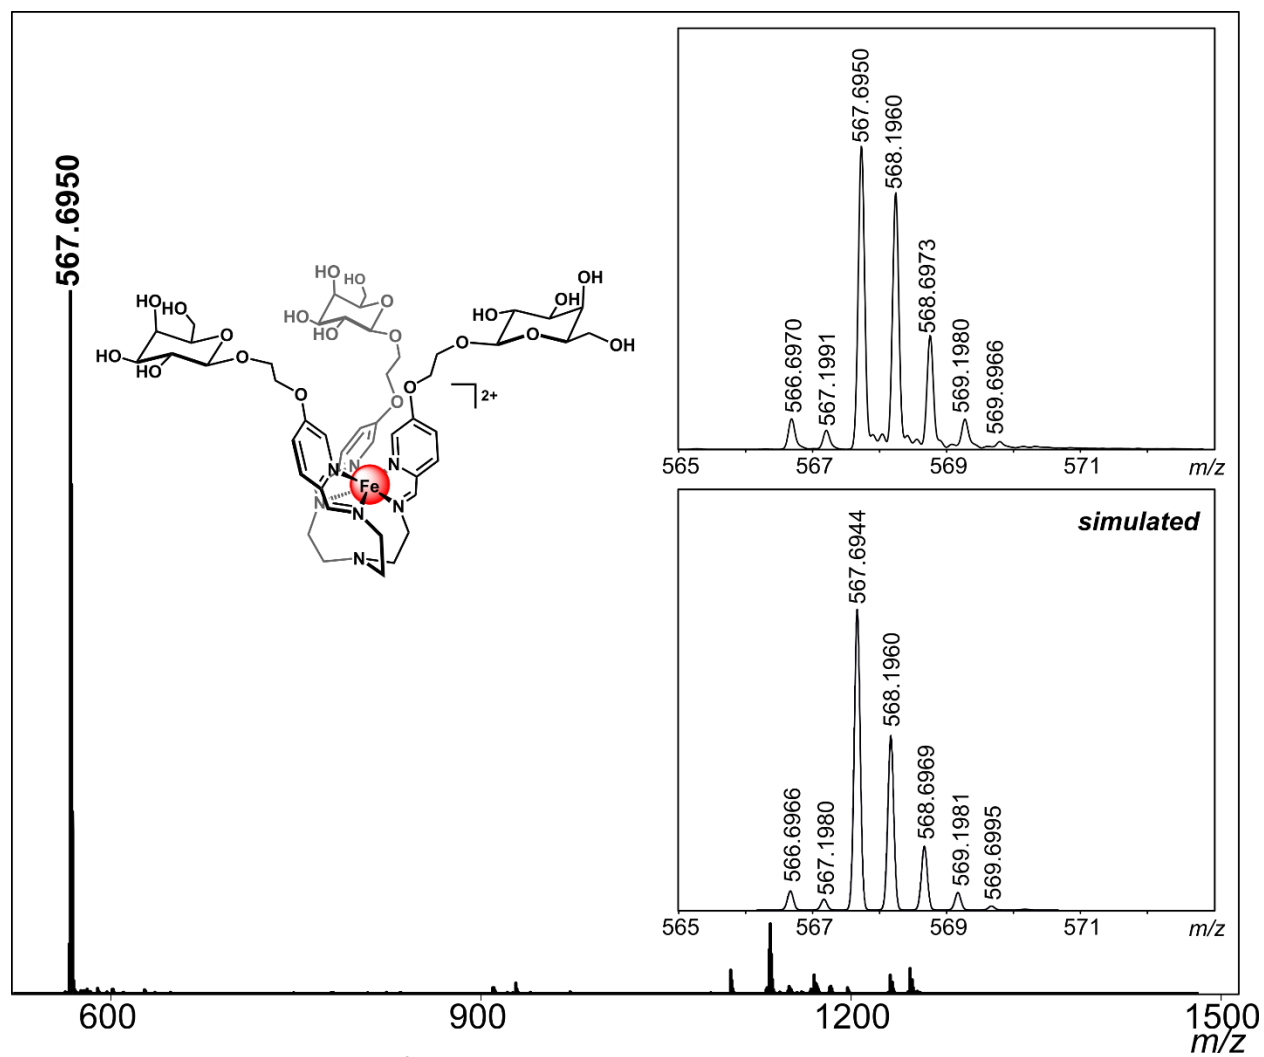 567.6950
HO
HO
HO
HO
O
O
O
HO
HO
HO
HO
O
O
O
HO
OH
OH
O
OH
O
O
2+
N
N
N
Fe
N
N
N
N
567.6950
568.1960
568.6973
566.6970
567.1991
569.1980
569.6966
565
567
569
571
m/z
simulated
567.6944
568.1960
568.6969
566.6966
567.1980
569.1981
569.6995
565
567
569
571
m/z
600
900
1200
1500
m/z